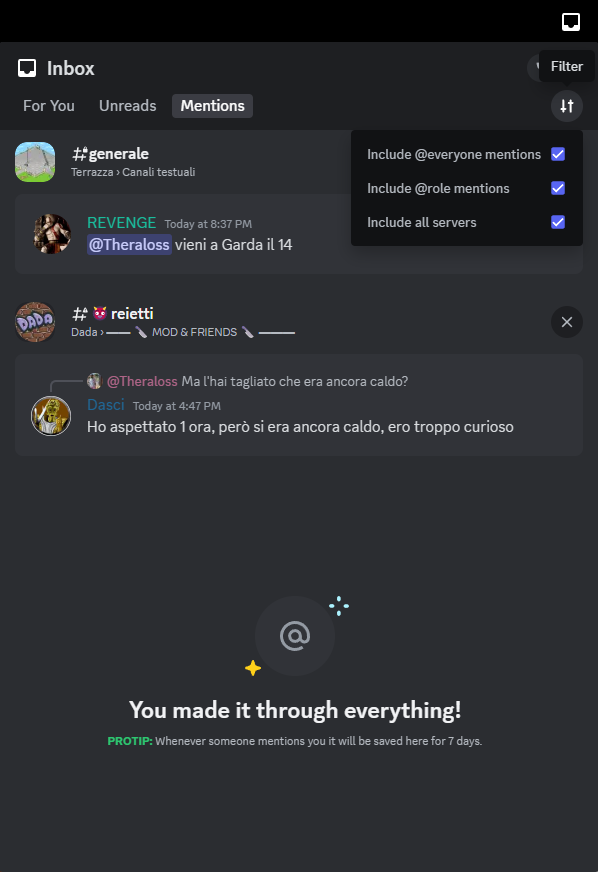 Inbox
Filter
For You
Unreads
Mentions
Include @everyone mentions
Include @role mentions
Include all servers
generale
Terrazza › Canali testuali
REVENGE Today at 8:37 PM
@Theraloss vieni a Garda il 14
DADA
reietti
Dada › —— 🔪 MOD & FRIENDS 🔪 ———
@Theraloss Ma l'hai tagliato che era ancora caldo?
Dasci Today at 4:47 PM
Ho aspettato 1 ora, però si era ancora caldo, ero troppo curioso
@
You made it through everything!
PROTIP: Whenever someone mentions you it will be saved here for 7 days.